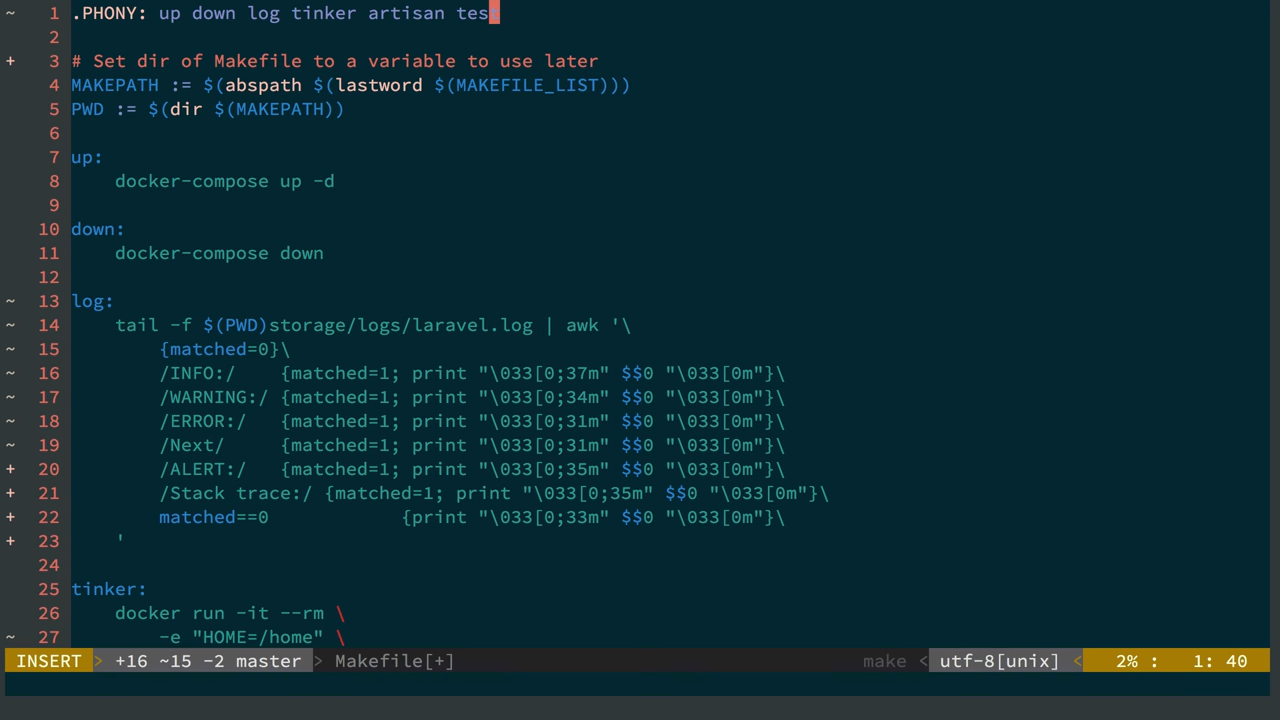 ~ 1 .PHONY: up down log tinker artisan test
2
+ 3 # Set dir of Makefile to a variable to use later
4 MAKEPATH := $(abspath $(lastword $(MAKEFILE_LIST)))
5 PWD := $(dir $(MAKEPATH))
6
7 up:
8 docker-compose up -d
9
10 down:
11 docker-compose down
12
~ 13 log:
~ 14 tail -f $(PWD)storage/logs/laravel.log | awk '\
~ 15 {matched=0}\
~ 16 /INFO:/ {matched=1; print "\033[0;37m" $$0 "\033[0m"}\
~ 17 /WARNING:/ {matched=1; print "\033[0;34m" $$0 "\033[0m"}\
~ 18 /ERROR:/ {matched=1; print "\033[0;31m" $$0 "\033[0m"}\
~ 19 /Next/ {matched=1; print "\033[0;31m" $$0 "\033[0m"}\
+ 20 /ALERT:/ {matched=1; print "\033[0;35m" $$0 "\033[0m"}\
+ 21 /Stack trace:/ {matched=1; print "\033[0;35m" $$0 "\033[0m"}\
+ 22 matched==0 {print "\033[0;33m" $$0 "\033[0m"}\
+ 23 '
24
25 tinker:
26 docker run -it --rm \
~ 27 -e "HOME=/home" \
INSERT > +16 ~15 -2 master > Makefile[+] make < utf-8[unix] < 2% : 1: 40